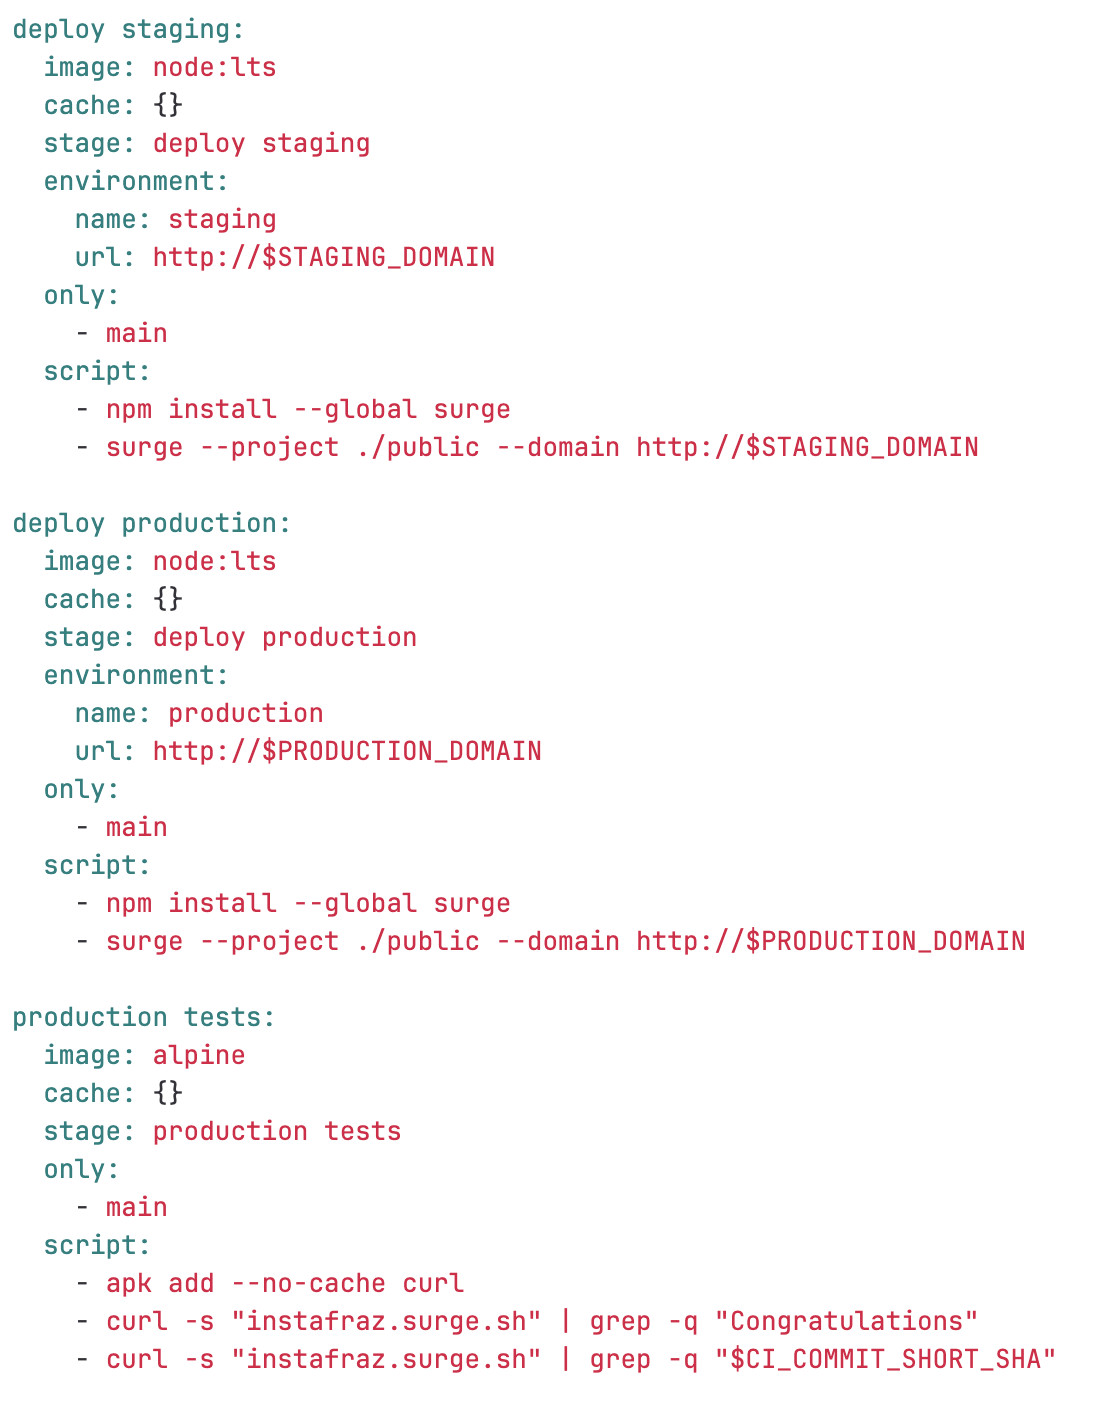 deploy staging:
  image: node:lts
  cache: {}
  stage: deploy staging
  environment:
    name: staging
    url: http://$STAGING_DOMAIN
  only:
    - main
  script:
    - npm install --global surge
    - surge --project ./public --domain http://$STAGING_DOMAIN

deploy production:
  image: node:lts
  cache: {}
  stage: deploy production
  environment:
    name: production
    url: http://$PRODUCTION_DOMAIN
  only:
    - main
  script:
    - npm install --global surge
    - surge --project ./public --domain http://$PRODUCTION_DOMAIN

production tests:
  image: alpine
  cache: {}
  stage: production tests
  only:
    - main
  script:
    - apk add --no-cache curl
    - curl -s "instafraz.surge.sh" | grep -q "Congratulations"
    - curl -s "instafraz.surge.sh" | grep -q "$CI_COMMIT_SHORT_SHA"